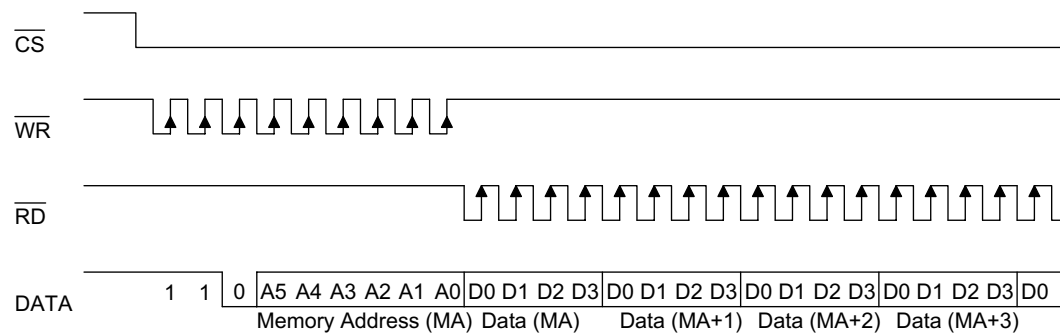 CS
WR
RD
DATA 1 1 0 A5 A4 A3 A2 A1 A0 D0 D1 D2 D3 D0 D1 D2 D3 D0 D1 D2 D3 D0 D1 D2 D3 D0
Memory Address (MA) Data (MA) Data (MA+1) Data (MA+2) Data (MA+3)